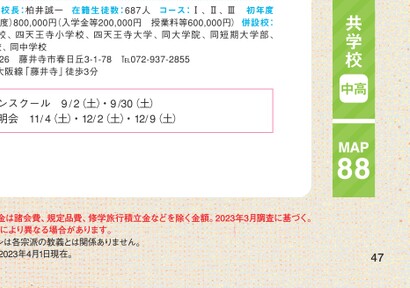 校長：柏井誠一　在籍生徒数：687人　コース：Ⅰ、Ⅱ、Ⅲ　初年度
度)800,000円(入学金等200,000円　授業料等600,000円)　併設校：
校、四天王寺小学校、四天王寺大学、同大学院、同短期大学部、
校、同中学校
26　藤井寺市春日丘3-1-78　℡072-937-2855
大阪線「藤井寺」徒歩3分
ンスクール　9/2(土)・9/30(土)
明会　11/4(土)・12/2(土)・12/9(土)
共学校
中高
MAP
88
金は諸会費、規定品費、修学旅行積立金などを除く金額。2023年3月調査に基づく。
により異なる場合があります。
ンは各宗派の教義とは関係ありません。
2023年4月1日現在。
47